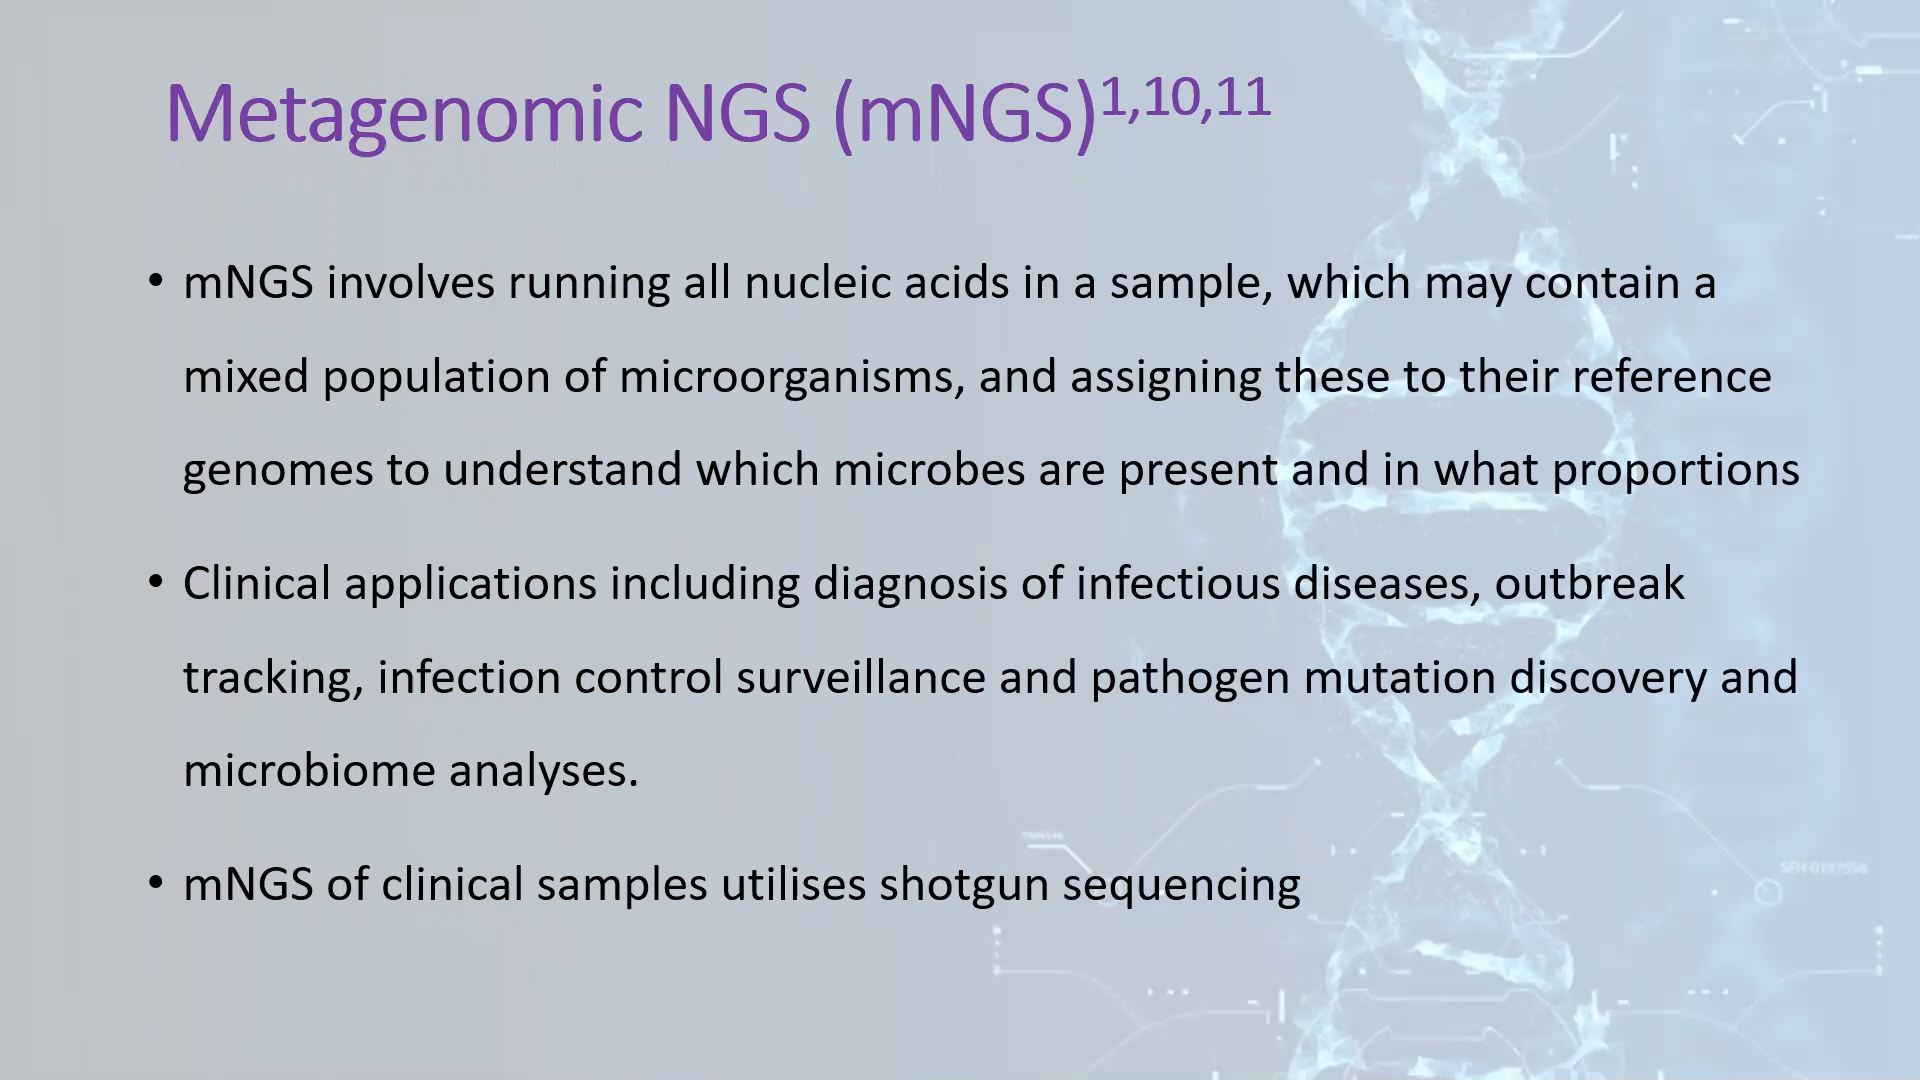 Metagenomic NGS (mNGS)1,10,11
• mNGS involves running all nucleic acids in a sample, which may contain a
mixed population of microorganisms, and assigning these to their reference
genomes to understand which microbes are present and in what proportions
• Clinical applications including diagnosis of infectious diseases, outbreak
tracking, infection control surveillance and pathogen mutation discovery and
microbiome analyses.
• mNGS of clinical samples utilises shotgun sequencing